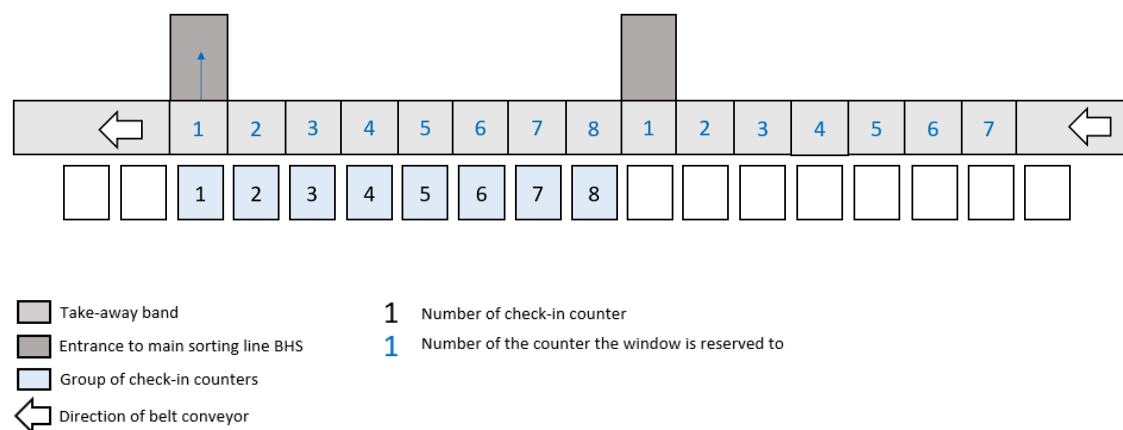 1 2 3 4 5 6 7 8 1 2 3 4 5 6 7
1 2 3 4 5 6 7 8
Take-away band
Entrance to main sorting line BHS
Group of check-in counters
Direction of belt conveyor
1 Number of check-in counter
1 Number of the counter the window is reserved to